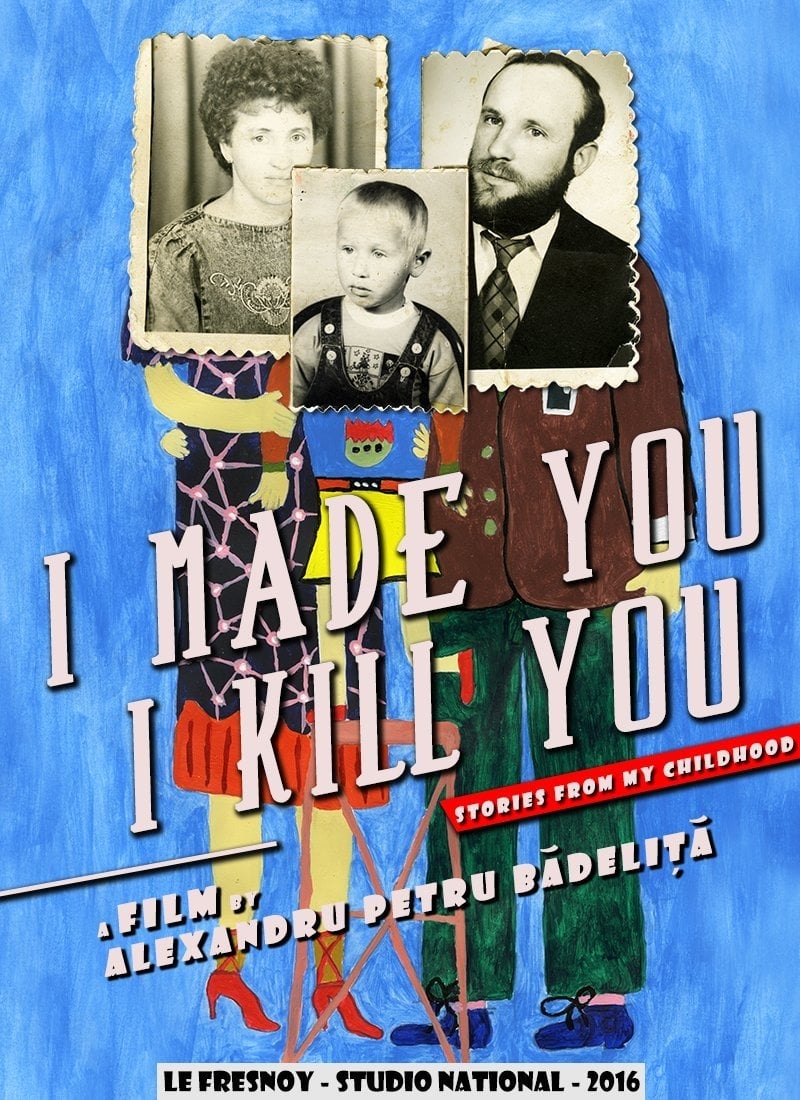 I MADE YOU
I KILL YOU
STORIES FROM MY CHILDHOOD
A FILM BY
ALEXANDRU PETRU BĂDELIȚĂ
LE FRESNOY - STUDIO NATIONAL - 2016